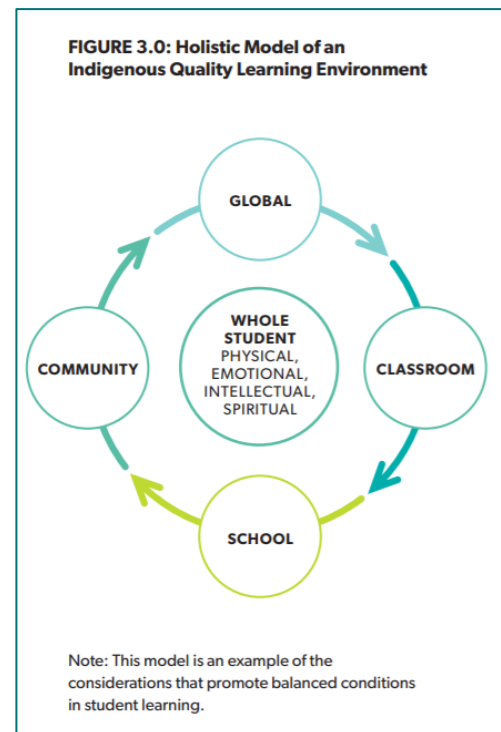 FIGURE 3.0: Holistic Model of an
Indigenous Quality Learning Environment
GLOBAL
WHOLE
STUDENT
PHYSICAL,
EMOTIONAL,
INTELLECTUAL,
SPIRITUAL
COMMUNITY
CLASSROOM
SCHOOL
Note: This model is an example of the
considerations that promote balanced conditions
in student learning.